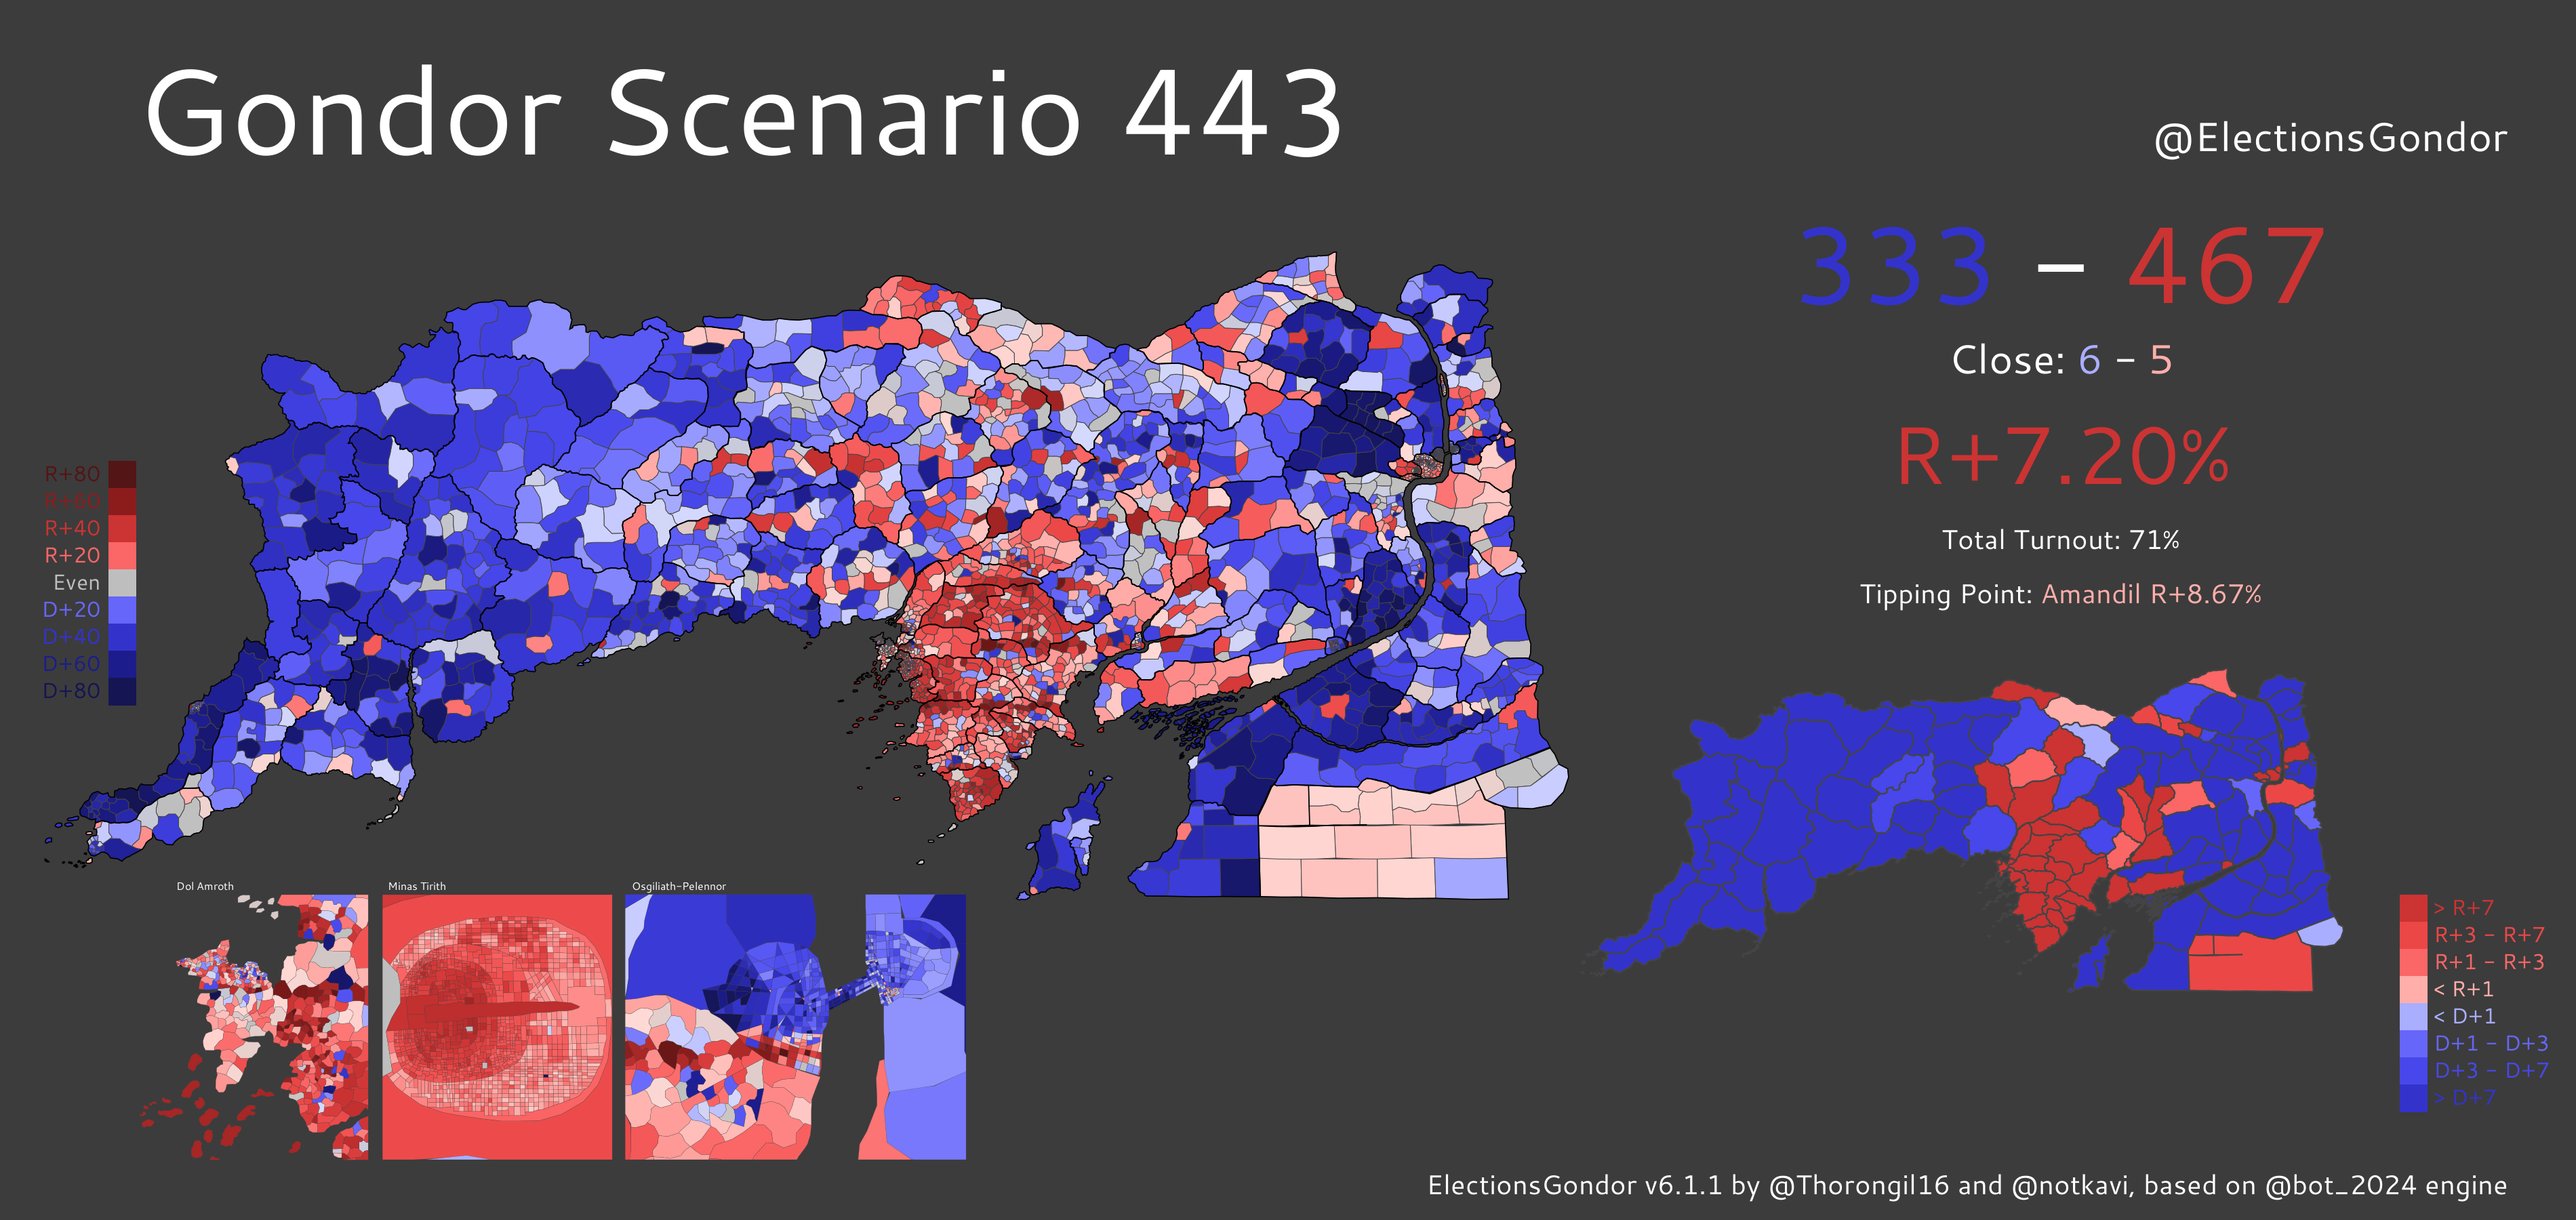 Gondor Scenario 443
@ElectionsGondor
333 – 467
Close: 6 - 5
R+7.20%
Total Turnout: 71%
Tipping Point: Amandil R+8.67%
R+80
R+60
R+40
R+20
Even
D+20
D+40
D+60
D+80
Dol Amroth
Minas Tirith
Osgiliath-Pelennor
> R+7
R+3 - R+7
R+1 - R+3
< R+1
< D+1
D+1 - D+3
D+3 - D+7
> D+7
ElectionsGondor v6.1.1 by @Thorongil16 and @notkavi, based on @bot_2024 engine